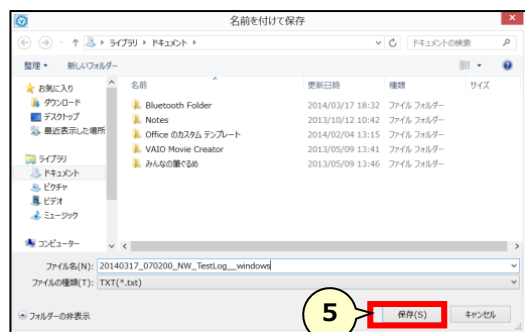 名前を付けて保存
ライブラリ ▸ ドキュメント ▸
ドキュメントの検索
整理 新しいフォルダー
名前 更新日時 種類 サイズ
お気に入り
ダウンロード
デスクトップ
最近表示した場所
ライブラリ
ドキュメント
ピクチャ
ビデオ
ミュージック
コンピューター
Bluetooth Folder 2014/03/17 18:32 ファイル フォルダー
Notes 2013/10/12 10:42 ファイル フォルダー
Office のカスタム テンプレート 2014/02/04 13:15 ファイル フォルダー
VAIO Movie Creator 2013/05/09 13:41 ファイル フォルダー
みんなの筆ぐるめ 2013/05/09 13:46 ファイル フォルダー
ファイル名(N): 20140317_070200_NW_TestLog__windows
ファイルの種類(T): TXT(*.txt)
フォルダーの非表示
5
保存(S)
キャンセル